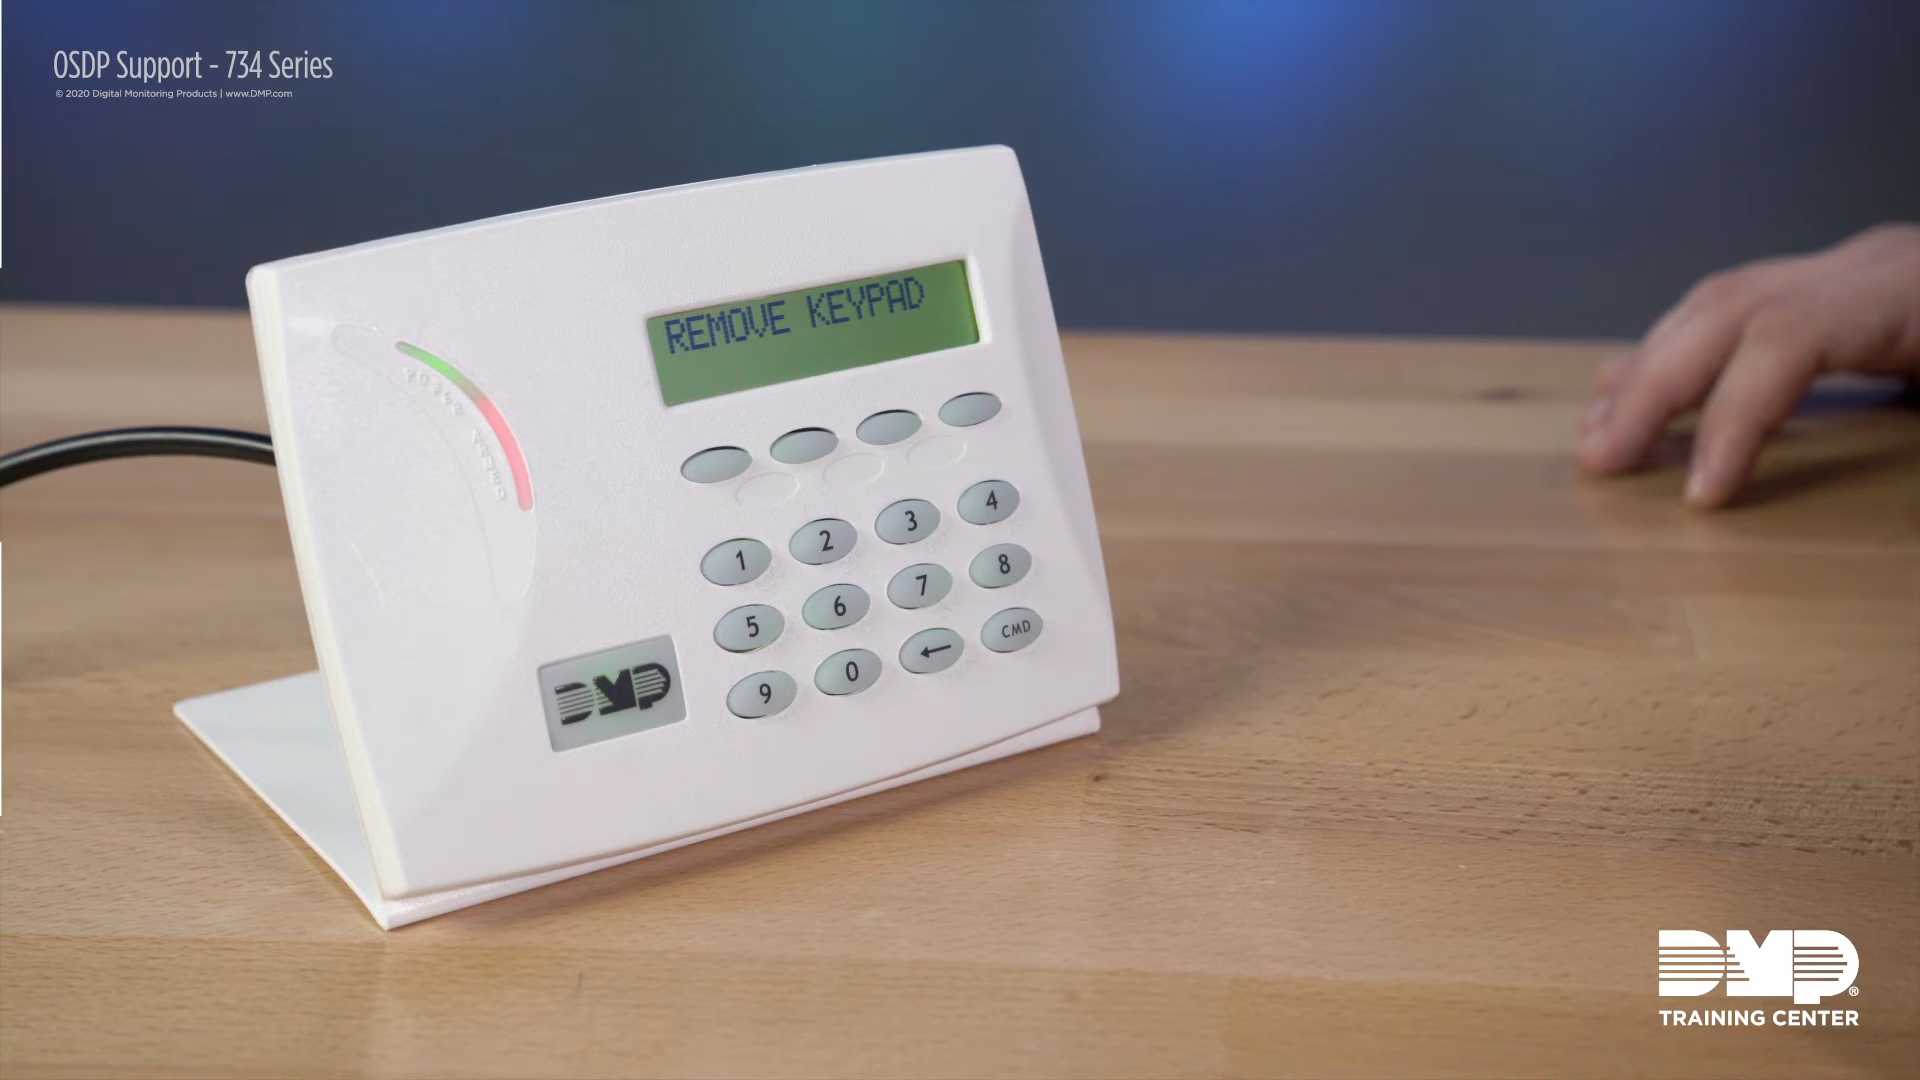 OSDP Support - 734 Series
© 2020 Digital Monitoring Products | www.DMP.com
REMOVE KEYPAD
1 2 3 4
5 6 7 8
9 0 ← CMD
DMP
DMP®
TRAINING CENTER